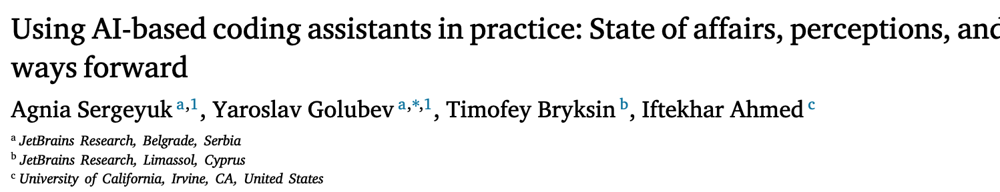 Using AI-based coding assistants in practice: State of affairs, perceptions, and
ways forward
Agnia Sergeyuk a,1, Yaroslav Golubev a,*,1, Timofey Bryksin b, Iftekhar Ahmed c
a JetBrains Research, Belgrade, Serbia
b JetBrains Research, Limassol, Cyprus
c University of California, Irvine, CA, United States